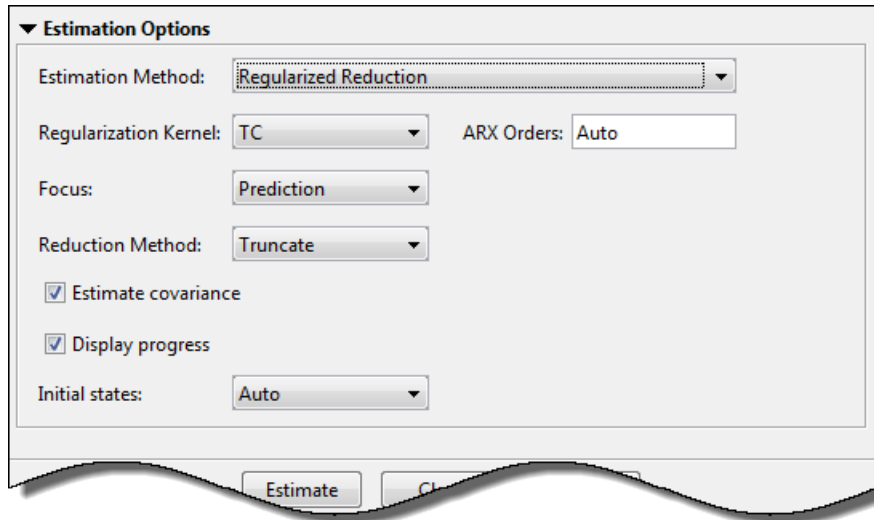 Estimation Options
Estimation Method: Regularized Reduction
Regularization Kernel: TC ARX Orders: Auto
Focus: Prediction
Reduction Method: Truncate
Estimate covariance
Display progress
Initial states: Auto
Estimate